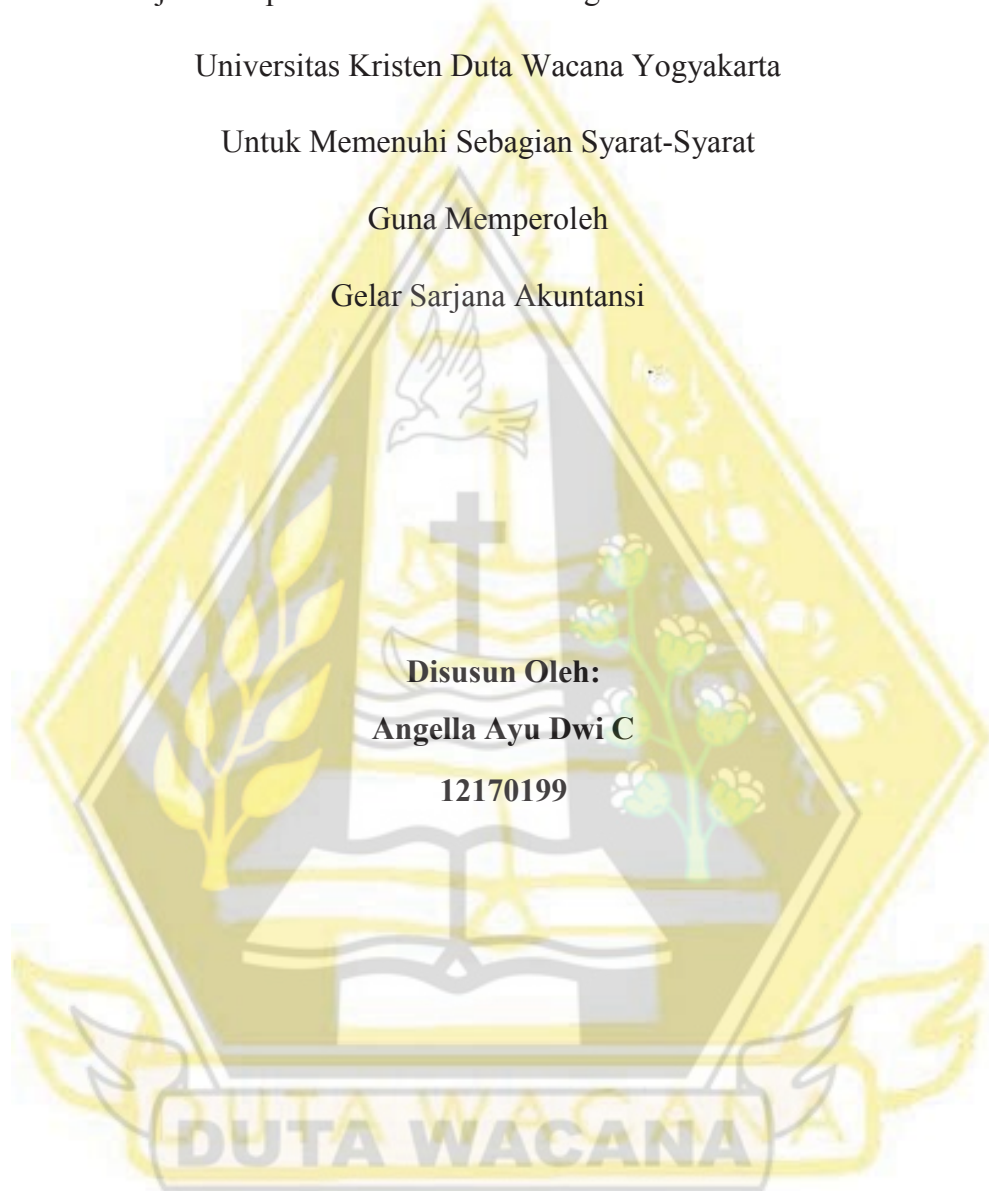 Universitas Kristen Duta Wacana Yogyakarta
Untuk Memenuhi Sebagian Syarat-Syarat
Guna Memperoleh
Gelar Sarjana Akuntansi
Disusun Oleh:
Angella Ayu Dwi C
12170199
DUTA WACANA